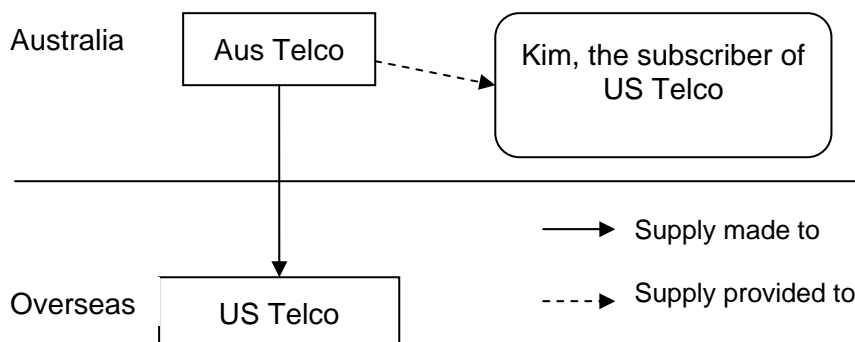 Australia
Aus Telco
Kim, the subscriber of
US Telco
Supply made to
Overseas
US Telco
Supply provided to